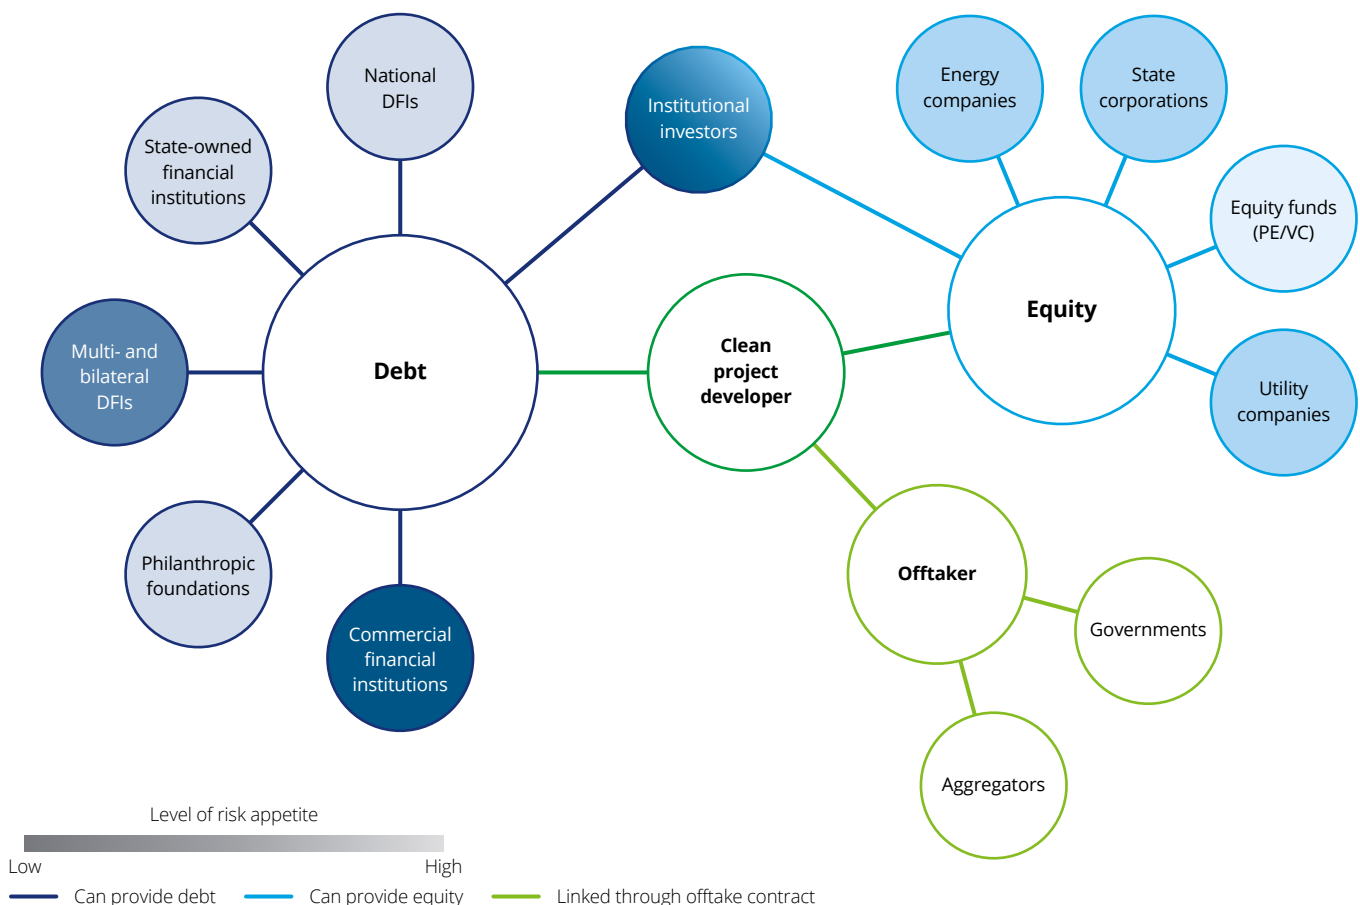 National
DFIs
State-owned
financial
institutions
Multi- and
bilateral
DFIs
Philanthropic
foundations
Commercial
financial
institutions
Debt
Institutional
investors
Clean
project
developer
Energy
companies
State
corporations
Equity funds
(PE/VC)
Utility
companies
Equity
Offtaker
Governments
Aggregators
Level of risk appetite
Low
High
Can provide debt
Can provide equity
Linked through offtake contract